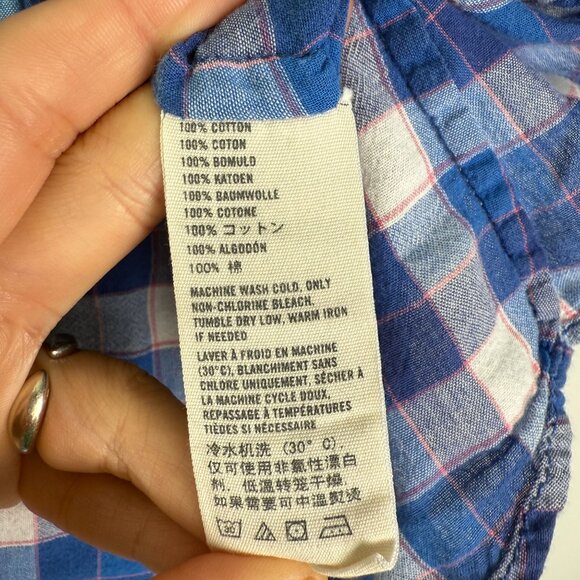 100% COTTON
100% COTON
100% BOMULD
100% KATOEN
100% BAUMWOLLE
100% COTONE
100% コットン
100% ALGODÓN
100% 棉
MACHINE WASH COLD, ONLY
NON-CHLORINE BLEACH,
TUMBLE DRY LOW, WARM IRON
IF NEEDED
LAVER À FROID EN MACHINE
(30°C), BLANCHIMENT SANS
CHLORE UNIQUEMENT, SÉCHER À
LA MACHINE CYCLE DOUX,
REPASSAGE À TEMPÉRATURES
TIÈDES SI NÉCESSAIRE
冷水机洗 (30° C),
仅可使用非氯性漂白
剂, 低温转笼干燥,
如果需要可中温熨烫
30